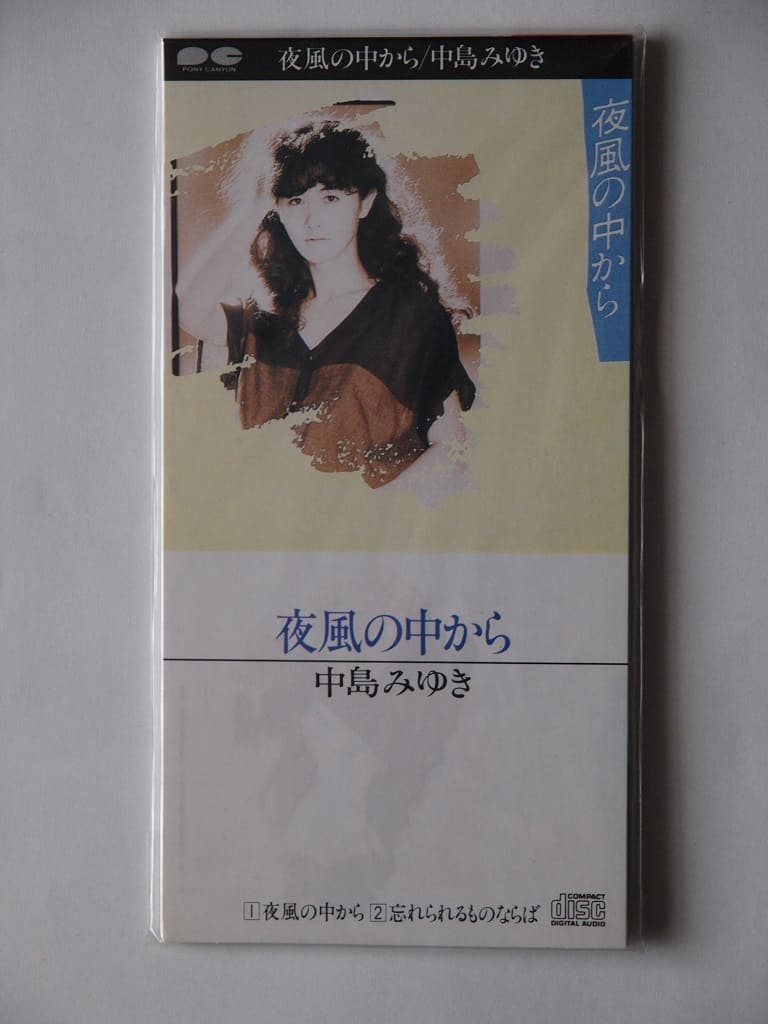 PONY CANYON
夜風の中から/中島みゆき
夜風の中から
夜風の中から
中島みゆき
1 夜風の中から 2 忘れられるものならば
COMPACT
disc
DIGITAL AUDIO